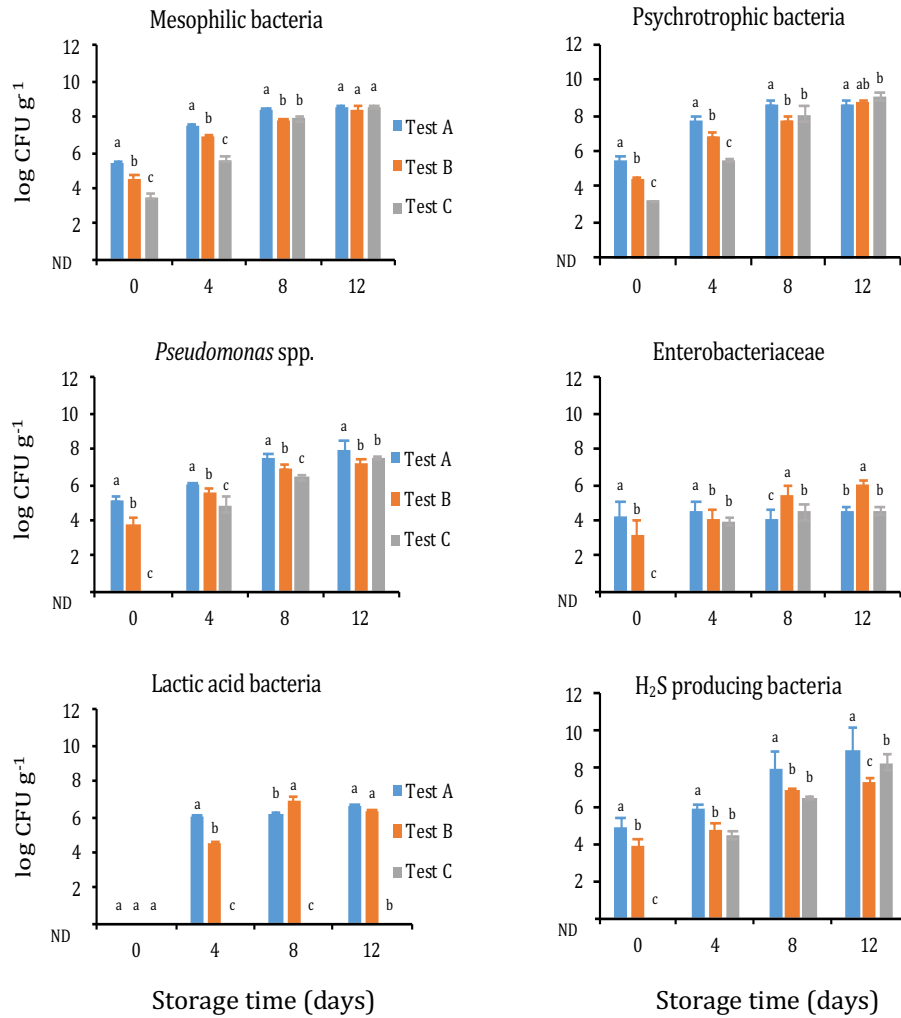 Mesophilic bacteria
12
10
8
6
4
2
ND
log CFU g-1
a b c
a b c
a b b
a a a
0 4 8 12
Test A
Test B
Test C
Psychrotrophic bacteria
12
10
8
6
4
2
ND
a b c
a b c
a b b
a ab b
0 4 8 12
Pseudomonas spp.
12
10
8
6
4
2
ND
log CFU g-1
a b c
a b c
a b c
a b b
0 4 8 12
Test A
Test B
Test C
Enterobacteriaceae
12
10
8
6
4
2
ND
a b c
a b b
c a b
b a b
0 4 8 12
Lactic acid bacteria
12
10
8
6
4
2
ND
log CFU g-1
a a a
a b c
b a c
a a b
0 4 8 12
Test A
Test B
Test C
Storage time (days)
H2S producing bacteria
12
10
8
6
4
2
ND
a b c
a b b
a b b
a c b
0 4 8 12
Storage time (days)